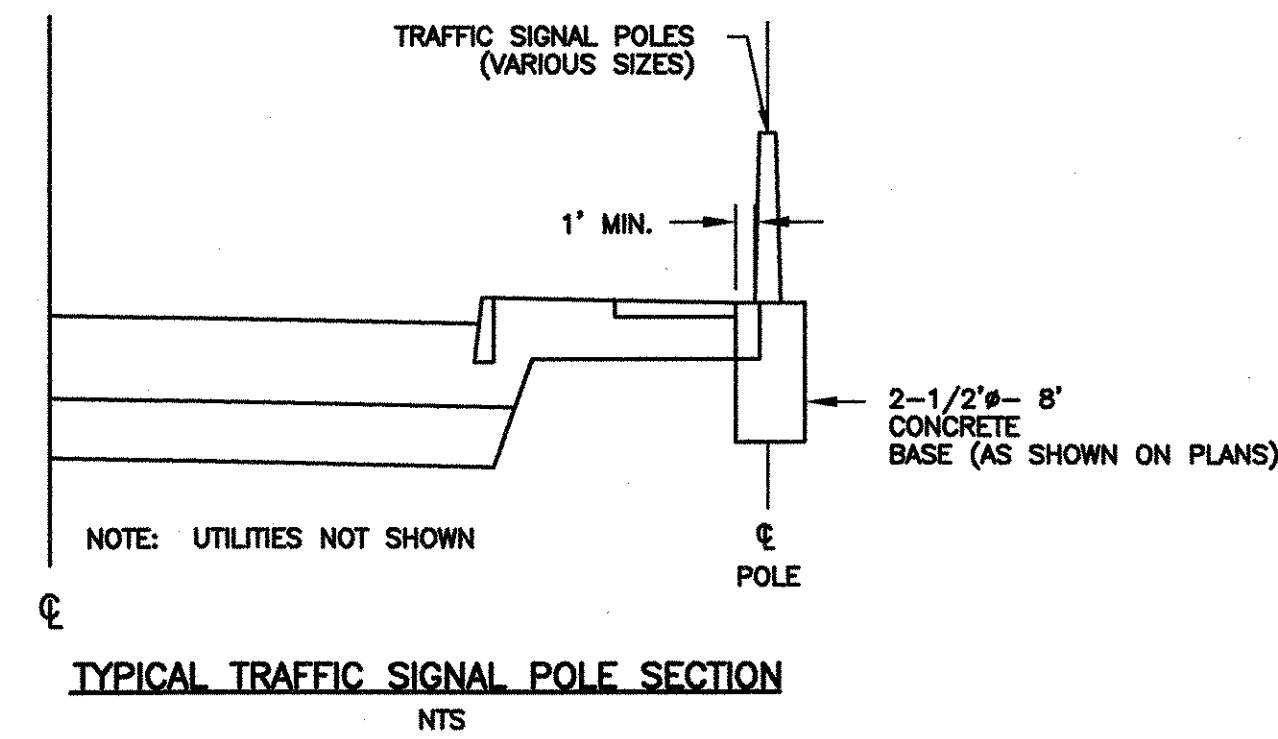 TRAFFIC SIGNAL POLES
(VARIOUS SIZES)
1' MIN.
2-1/2'ø- 8'
CONCRETE
BASE (AS SHOWN ON PLANS)
NOTE: UTILITIES NOT SHOWN
℄
POLE
℄
TYPICAL TRAFFIC SIGNAL POLE SECTION
NTS